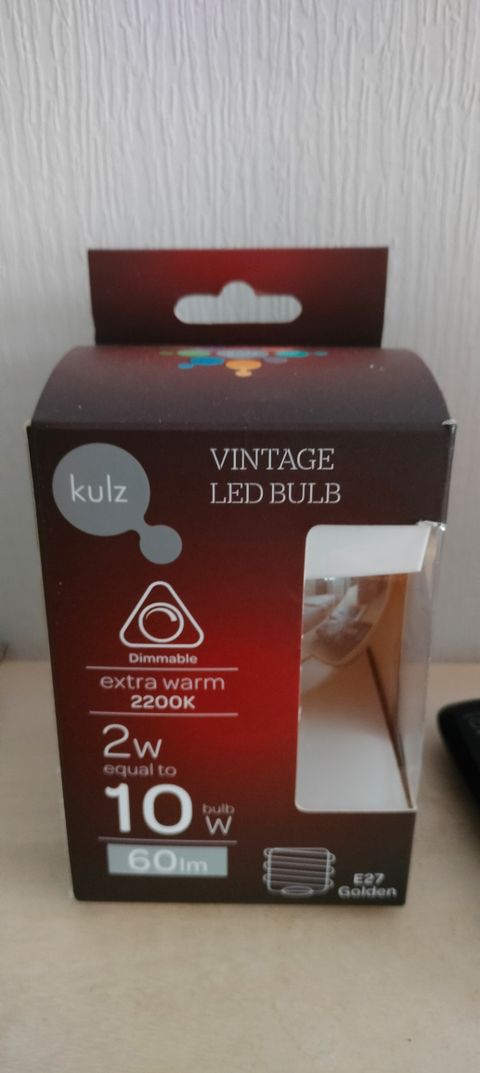 kulz
VINTAGE
LED BULB
Dimmable
extra warm
2200K
2w
equal to
10 bulb W
60lm
E27
Golden